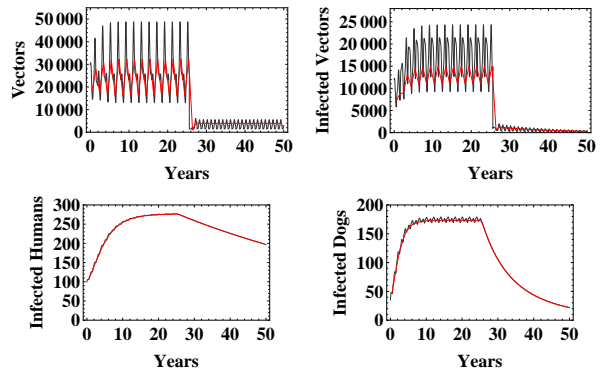 Vectors
50 000
40 000
30 000
20 000
10 000
0
0 10 20 30 40 50
Years
Infected Vectors
25 000
20 000
15 000
10 000
5000
0
0 10 20 30 40 50
Years
Infected Humans
300
250
200
150
100
50
0
0 10 20 30 40 50
Years
Infected Dogs
200
150
100
50
0
0 10 20 30 40 50
Years